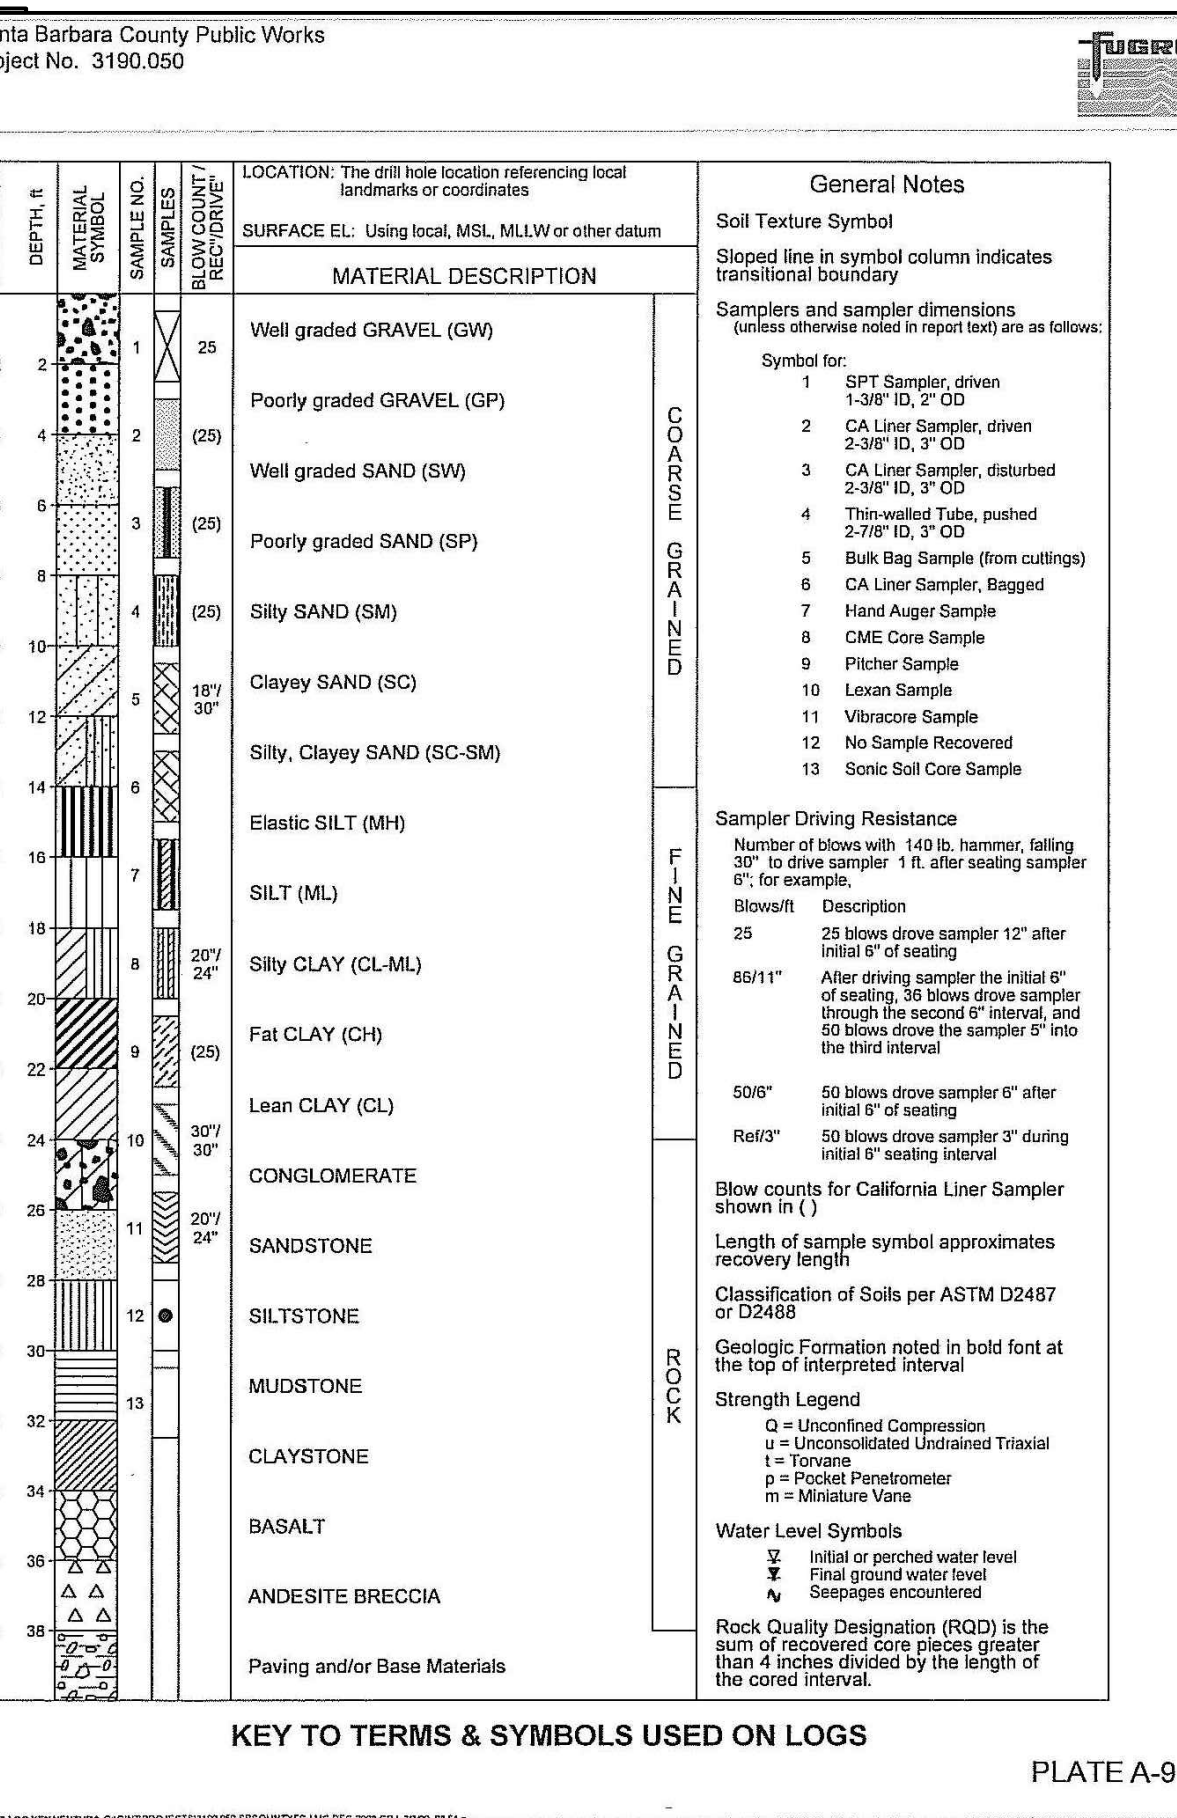 nta Barbara County Public Works
ject No. 3190.050
DEPTH, ft
MATERIAL SYMBOL
SAMPLE NO.
SAMPLES
BLOW COUNT / REC"/DRIVE"
LOCATION: The drill hole location referencing local
landmarks or coordinates
SURFACE EL: Using local, MSL, MLLW or other datum
MATERIAL DESCRIPTION
Well graded GRAVEL (GW)
1 25
2
Poorly graded GRAVEL (GP)
4 2 (25)
Well graded SAND (SW)
6
3 (25)
Poorly graded SAND (SP)
8
4 (25)
Silty SAND (SM)
10
Clayey SAND (SC)
5 18"/
30"
12
Silty, Clayey SAND (SC-SM)
14 6
Elastic SILT (MH)
16
7
SILT (ML)
18
8 20"/
24"
Silty CLAY (CL-ML)
20
Fat CLAY (CH)
9 (25)
22
Lean CLAY (CL)
24 10 30"/
30"
CONGLOMERATE
26
11 20"/
24"
SANDSTONE
28
12
SILTSTONE
30
MUDSTONE
13
32
CLAYSTONE
34
BASALT
36
ANDESITE BRECCIA
38
Paving and/or Base Materials
COARSE GRAINED
FINE GRAINED
ROCK
General Notes
Soil Texture Symbol
Sloped line in symbol column indicates
transitional boundary
Samplers and sampler dimensions
(unless otherwise noted in report text) are as follows:
Symbol for:
1 SPT Sampler, driven
1-3/8" ID, 2" OD
2 CA Liner Sampler, driven
2-3/8" ID, 3" OD
3 CA Liner Sampler, disturbed
2-3/8" ID, 3" OD
4 Thin-walled Tube, pushed
2-7/8" ID, 3" OD
5 Bulk Bag Sample (from cuttings)
6 CA Liner Sampler, Bagged
7 Hand Auger Sample
8 CME Core Sample
9 Pitcher Sample
10 Lexan Sample
11 Vibracore Sample
12 No Sample Recovered
13 Sonic Soil Core Sample
Sampler Driving Resistance
Number of blows with 140 lb. hammer, falling
30" to drive sampler 1 ft. after seating sampler
6"; for example,
Blows/ft Description
25 25 blows drove sampler 12" after
initial 6" of seating
86/11" After driving sampler the initial 6"
of seating, 36 blows drove sampler
through the second 6" interval, and
50 blows drove the sampler 5" into
the third interval
50/6" 50 blows drove sampler 6" after
initial 6" of seating
Ref/3" 50 blows drove sampler 3" during
initial 6" seating interval
Blow counts for California Liner Sampler
shown in ( )
Length of sample symbol approximates
recovery length
Classification of Soils per ASTM D2487
or D2488
Geologic Formation noted in bold font at
the top of interpreted interval
Strength Legend
Q = Unconfined Compression
u = Unconsolidated Undrained Triaxial
t = Torvane
p = Pocket Penetrometer
m = Miniature Vane
Water Level Symbols
Initial or perched water level
Final ground water level
Seepages encountered
Rock Quality Designation (RQD) is the
sum of recovered core pieces greater
than 4 inches divided by the length of
the cored interval.
KEY TO TERMS & SYMBOLS USED ON LOGS
PLATE A-9